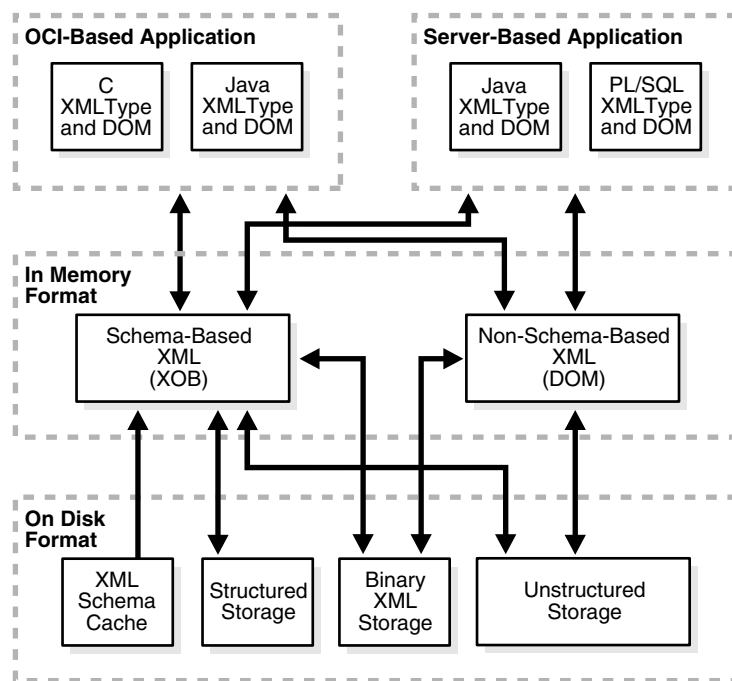 OCI-Based Application
C
XMLType
and DOM
Java
XMLType
and DOM
Server-Based Application
Java
XMLType
and DOM
PL/SQL
XMLType
and DOM
In Memory
Format
Schema-Based
XML
(XOB)
Non-Schema-Based
XML
(DOM)
On Disk
Format
XML
Schema
Cache
Structured
Storage
Binary
XML
Storage
Unstructured
Storage